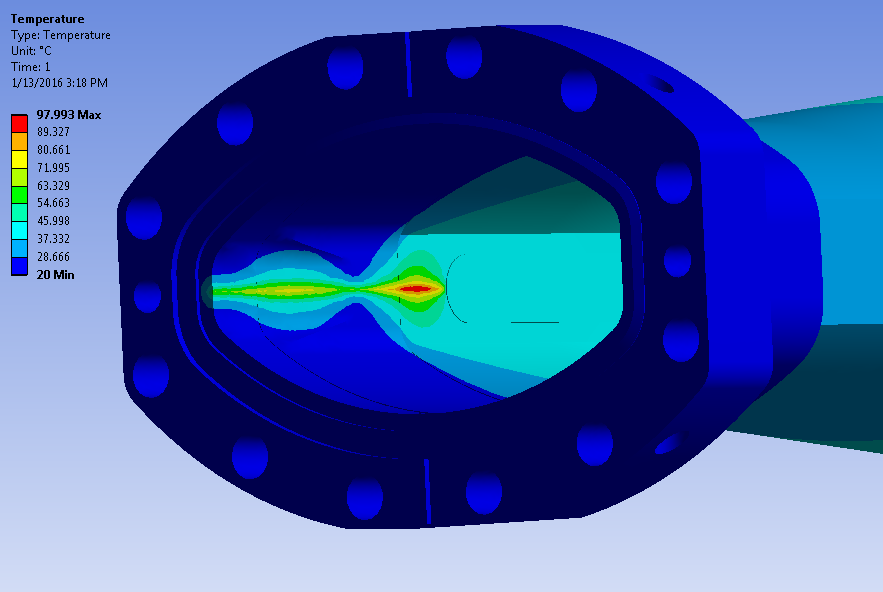 Temperature
Type: Temperature
Unit: °C
Time: 1
1/13/2016 3:18 PM
97.993 Max
89.327
80.661
71.995
63.329
54.663
45.998
37.332
28.666
20 Min